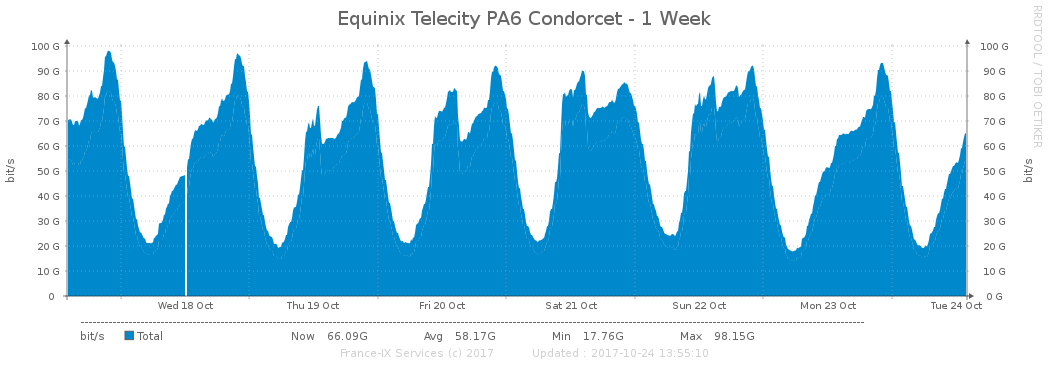 Equinix Telecity PA6 Condorcet - 1 Week
RRDTOOL / TOBI OETIKER
bit/s
100 G
90 G
80 G
70 G
60 G
50 G
40 G
30 G
20 G
10 G
0
100 G
90 G
80 G
70 G
60 G
50 G
40 G
30 G
20 G
10 G
0 G
bit/s
Wed 18 Oct Thu 19 Oct Fri 20 Oct Sat 21 Oct Sun 22 Oct Mon 23 Oct Tue 24 Oct
bit/s Total Now 66.09G Avg 58.17G Min 17.76G Max 98.15G
France-IX Services (c) 2017 Updated : 2017-10-24 13:55:10